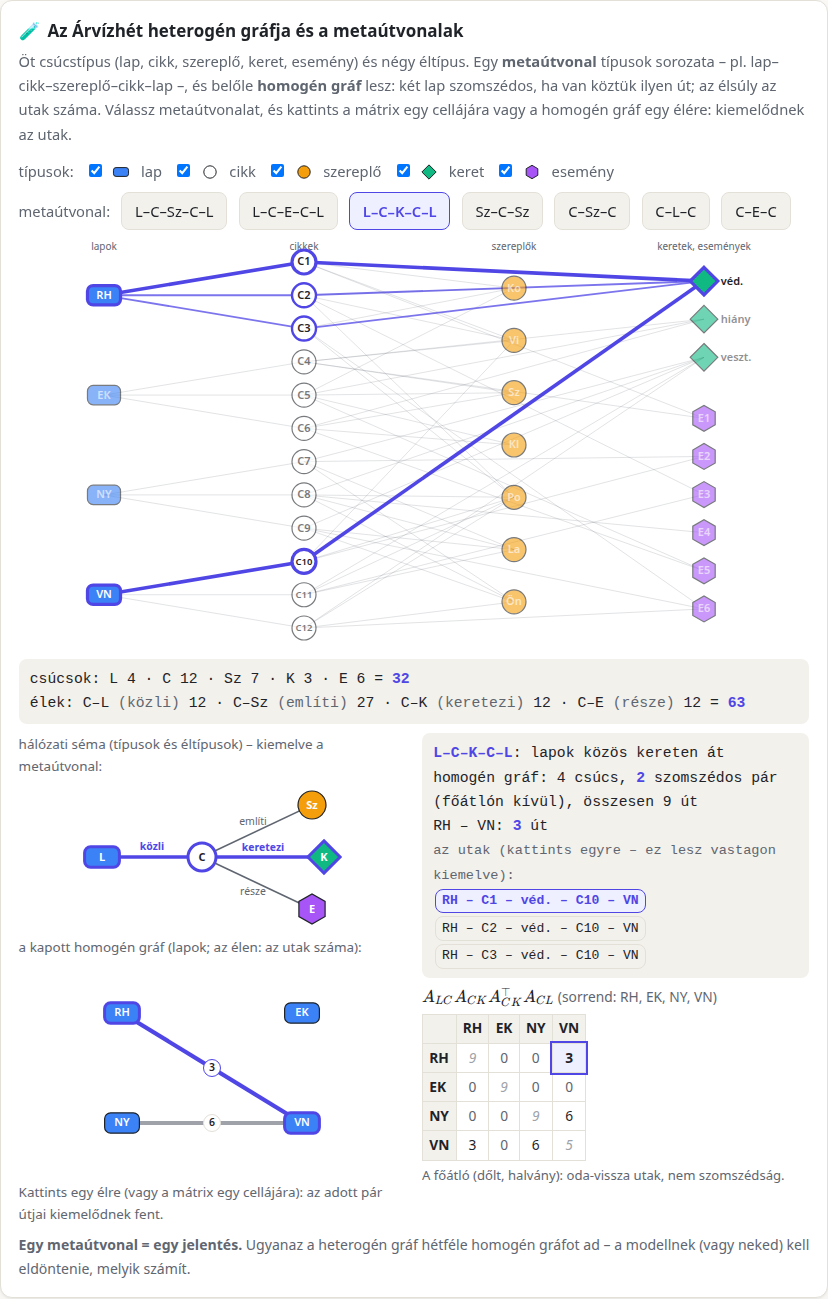 Az Árvízhét heterogén gráfja és a metaútvonalak
Öt csúcstípus (lap, cikk, szereplő, keret, esemény) és négy éltípus. Egy metaútvonal típusok sorozata – pl. lap–
cikk–szereplő–cikk–lap –, és belőle homogén gráf lesz: két lap szomszédos, ha van köztük ilyen út; az élsúly az
utak száma. Válassz metaútvonalat, és kattints a mátrix egy cellájára vagy a homogén gráf egy élére: kiemelődnek
az utak.
típusok: lap cikk szereplő keret esemény
metaútvonal: L–C–Sz–C–L L–C–E–C–L L–C–K–C–L Sz–C–Sz C–Sz–C C–L–C C–E–C
lapok cikkek szereplők keretek, események
C1
RH C2 Ko véd.
C3 hiány
Vi
C4 veszt.
EK C5 Sz
C6 E1
Kl
C7 E2
NY C8 Po E3
C9 E4
La
C10 E5
VN C11 Ön E6
C12
csúcsok: L 4 · C 12 · Sz 7 · K 3 · E 6 = 32
élek: C–L (közli) 12 · C–Sz (említi) 27 · C–K (keretezi) 12 · C–E (része) 12 = 63
hálózati séma (típusok és éltípusok) – kiemelve a
metaútvonal:
Sz
említi
közli keretezi
L C K
része
E
a kapott homogén gráf (lapok; az élen: az utak száma):
RH EK
3
NY 6 VN
Kattints egy élre (vagy a mátrix egy cellájára): az adott pár
útjai kiemelődnek fent.
L–C–K–C–L: lapok közös kereten át
homogén gráf: 4 csúcs, 2 szomszédos pár
(főátlón kívül), összesen 9 út
RH – VN: 3 út
az utak (kattints egyre – ez lesz vastagon
kiemelve):
RH – C1 – véd. – C10 – VN
RH – C2 – véd. – C10 – VN
RH – C3 – véd. – C10 – VN
A_LC A_CK A_CK^⊤ A_CL (sorrend: RH, EK, NY, VN)
RH EK NY VN
RH 9 0 0 3
EK 0 9 0 0
NY 0 0 9 6
VN 3 0 6 5
A főátló (dőlt, halvány): oda-vissza utak, nem szomszédság.
Egy metaútvonal = egy jelentés. Ugyanaz a heterogén gráf hétféle homogén gráfot ad – a modellnek (vagy neked) kell
eldöntenie, melyik számít.